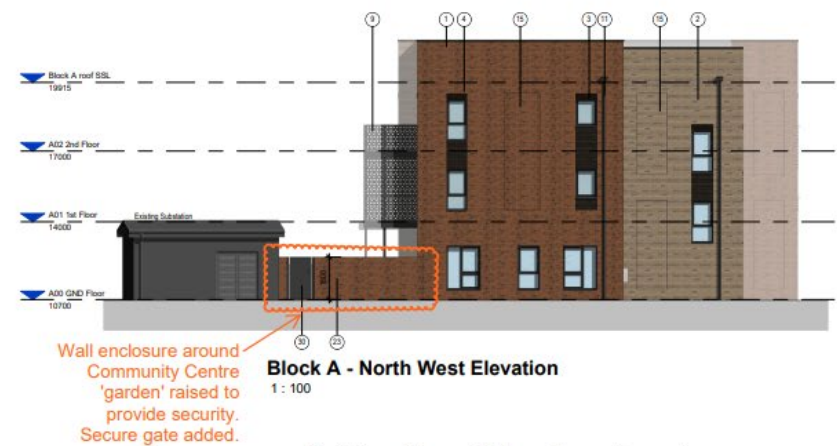 9 1 4 15 3 11 15 2
Block A roof SSL
19915
A02 2nd Floor
17000
A01 1st Floor
14000
Existing Substation
A00 GND Floor
10700
30 23
Wall enclosure around
Community Centre
'garden' raised to
provide security.
Secure gate added.
Block A - North West Elevation
1 : 100